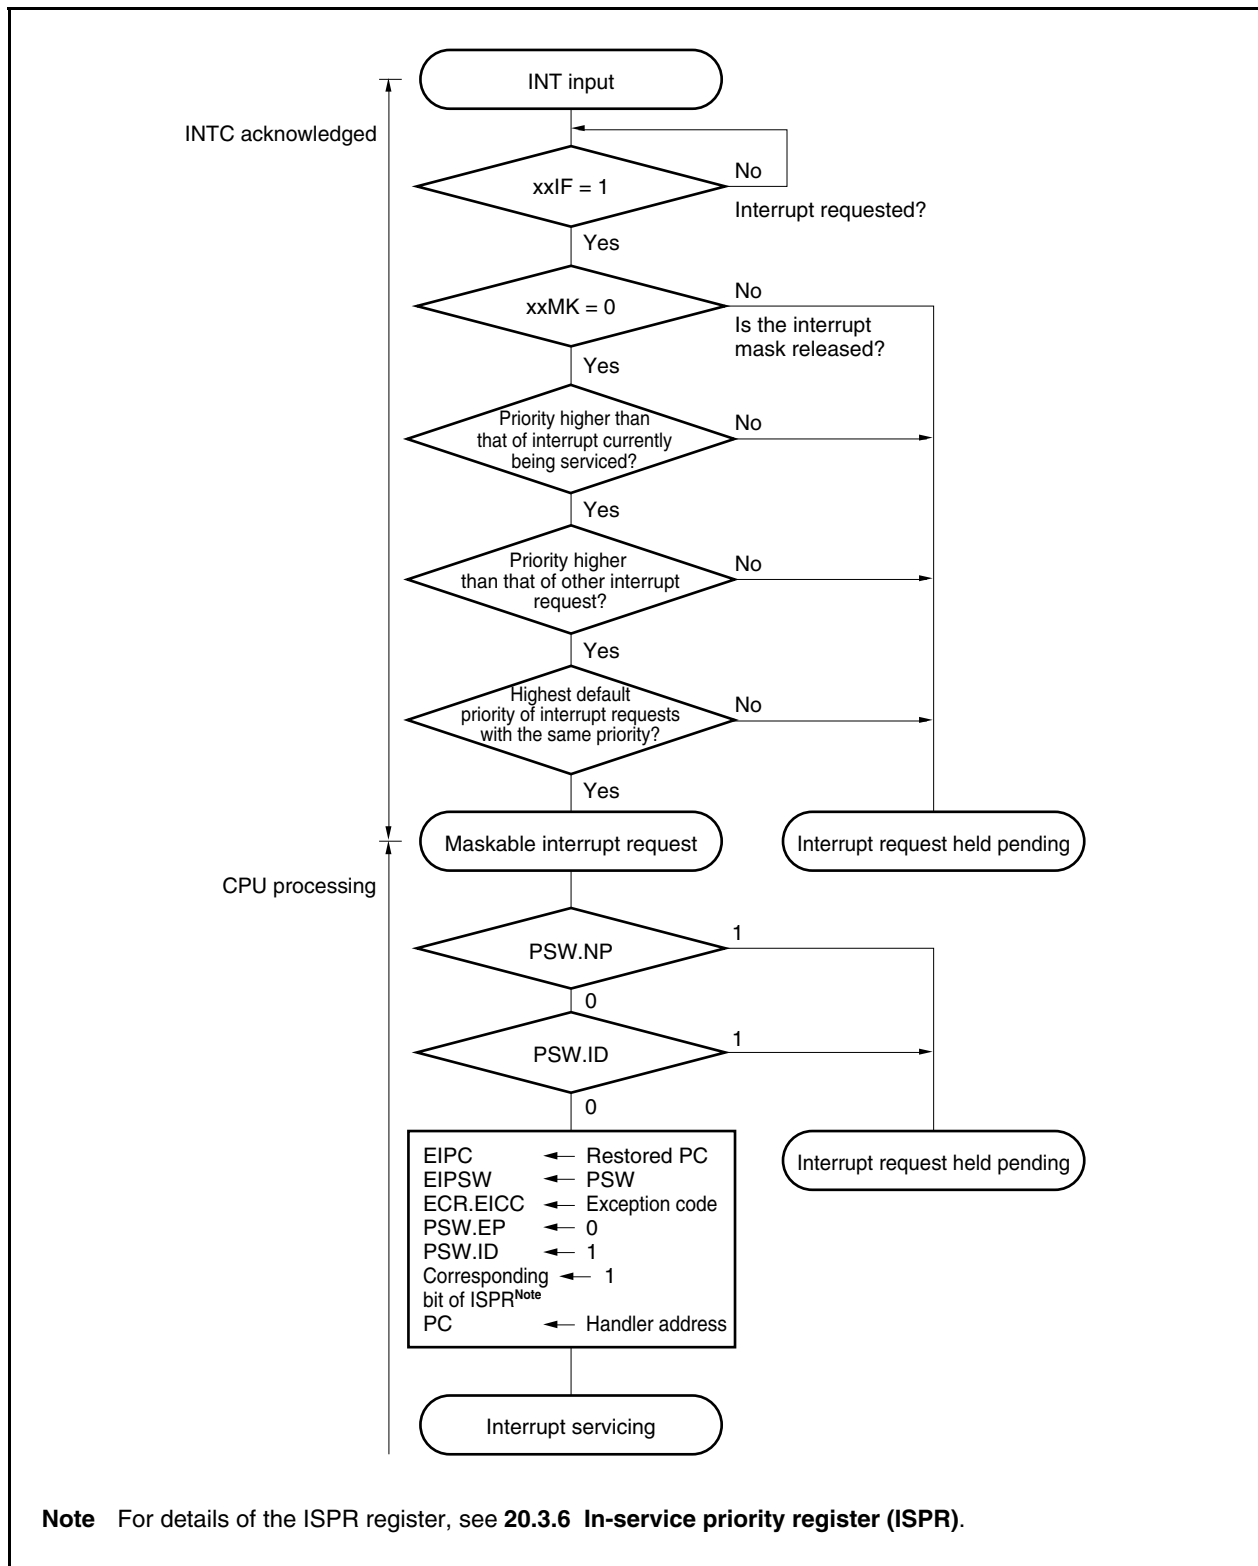 INT input
INTC acknowledged
xxIF = 1
No
Interrupt requested?
Yes
xxMK = 0
No
Is the interrupt
mask released?
Yes
Priority higher than
that of interrupt currently
being serviced?
No
Yes
Priority higher
than that of other interrupt
request?
No
Yes
Highest default
priority of interrupt requests
with the same priority?
No
Yes
Maskable interrupt request
Interrupt request held pending
CPU processing
PSW.NP
1
0
PSW.ID
1
0
EIPC ← Restored PC
EIPSW ← PSW
ECR.EICC ← Exception code
PSW.EP ← 0
PSW.ID ← 1
Corresponding ← 1
bit of ISPR Note
PC ← Handler address
Interrupt request held pending
Interrupt servicing
Note For details of the ISPR register, see 20.3.6 In-service priority register (ISPR).